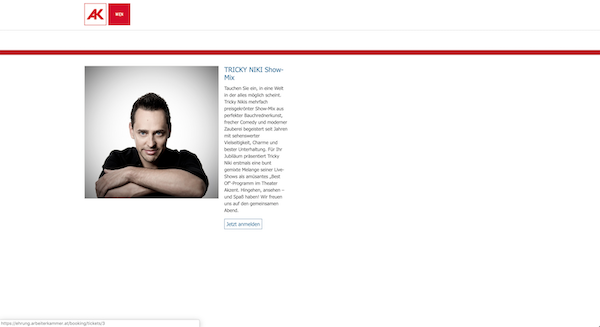 AK WIEN
TRICKY NIKI Show-
Mix
Tauchen Sie ein, in eine Welt
in der alles möglich scheint.
Tricky Nikis mehrfach
preisgekrönter Show-Mix aus
perfekter Bauchrednerkunst,
frecher Comedy und moderner
Zauberei begeistert seit Jahren
mit sehenswerter
Vielseitigkeit, Charme und
bester Unterhaltung. Für Ihr
Jubiläum präsentiert Tricky
Niki erstmals eine bunt
gemixte Melange seiner Live-
Shows als amüsantes „Best
Of“-Programm im Theater
Akzent. Hingehen, ansehen –
und Spaß haben! Wir freuen
uns auf den gemeinsamen
Abend.
Jetzt anmelden
https://ehrung.arbeiterkammer.at/booking/tickets/3